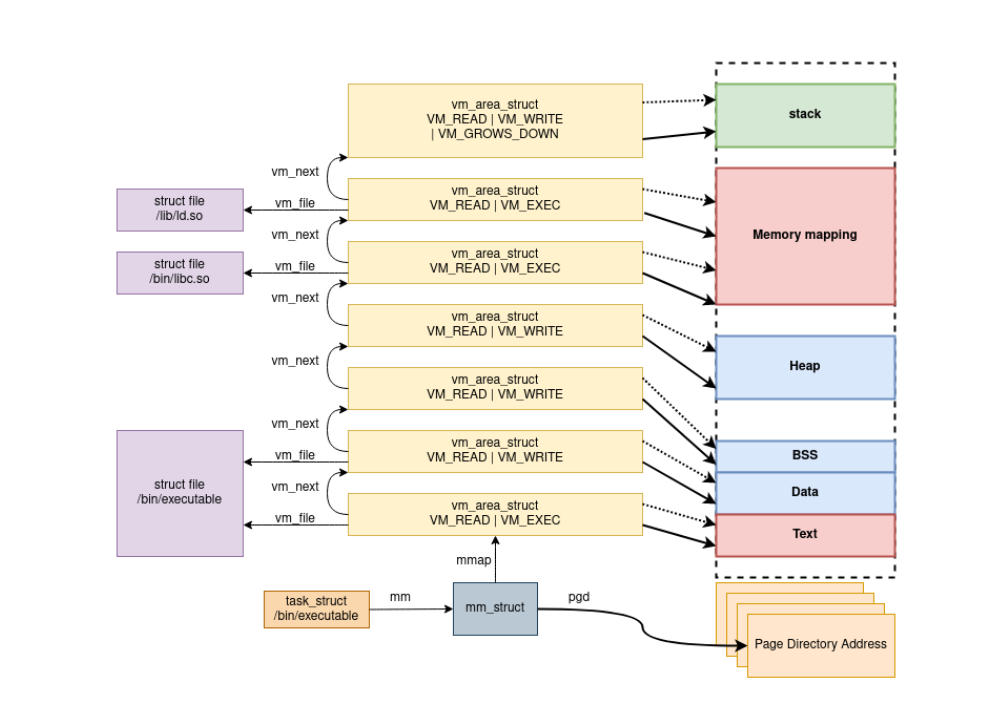 vm_area_struct
VM_READ | VM_WRITE
| VM_GROWS_DOWN
stack
vm_next
vm_area_struct
VM_READ | VM_EXEC
struct file
/lib/ld.so
vm_file
Memory mapping
vm_next
vm_area_struct
VM_READ | VM_EXEC
struct file
/bin/libc.so
vm_file
vm_next
vm_area_struct
VM_READ | VM_WRITE
Heap
vm_next
vm_area_struct
VM_READ | VM_WRITE
vm_next
vm_area_struct
VM_READ | VM_WRITE
vm_file
BSS
Data
struct file
/bin/executable
vm_next
vm_area_struct
VM_READ | VM_EXEC
vm_file
Text
mmap
task_struct
/bin/executable
mm
mm_struct
pgd
Page Directory Address